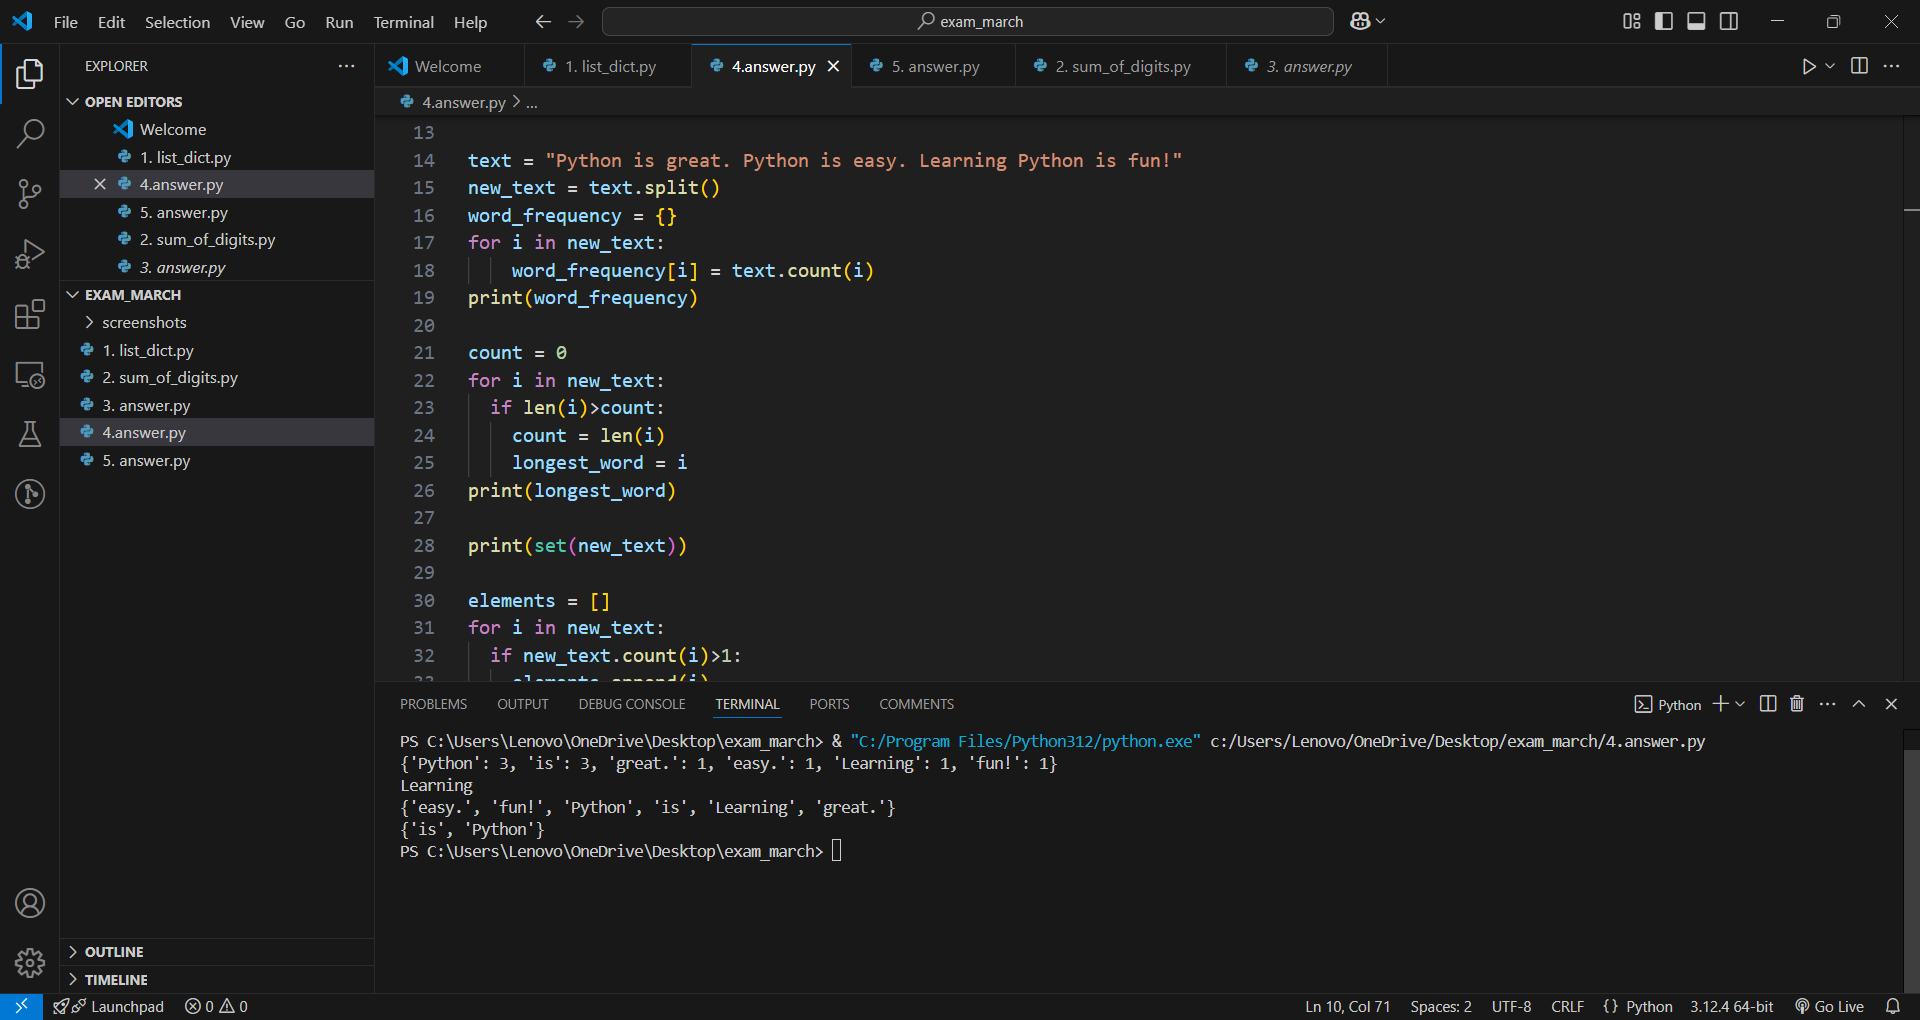 File Edit Selection View Go Run Terminal Help
exam_march
EXPLORER
OPEN EDITORS
Welcome
1. list_dict.py
4.answer.py
5. answer.py
2. sum_of_digits.py
3. answer.py
EXAM_MARCH
screenshots
1. list_dict.py
2. sum_of_digits.py
3. answer.py
4.answer.py
5. answer.py
OUTLINE
TIMELINE
Welcome 1. list_dict.py 4.answer.py 5. answer.py 2. sum_of_digits.py 3. answer.py
4.answer.py > ...
13
14 text = "Python is great. Python is easy. Learning Python is fun!"
15 new_text = text.split()
16 word_frequency = {}
17 for i in new_text:
18 word_frequency[i] = text.count(i)
19 print(word_frequency)
20
21 count = 0
22 for i in new_text:
23 if len(i)>count:
24 count = len(i)
25 longest_word = i
26 print(longest_word)
27
28 print(set(new_text))
29
30 elements = []
31 for i in new_text:
32 if new_text.count(i)>1:
33 elements.append(i)
PROBLEMS OUTPUT DEBUG CONSOLE TERMINAL PORTS COMMENTS
Python
PS C:\Users\Lenovo\OneDrive\Desktop\exam_march> & "C:/Program Files/Python312/python.exe" c:/Users/Lenovo/OneDrive/Desktop/exam_march/4.answer.py
{'Python': 3, 'is': 3, 'great.': 1, 'easy.': 1, 'Learning': 1, 'fun!': 1}
Learning
{'easy.', 'fun!', 'Python', 'is', 'Learning', 'great.'}
{'is', 'Python'}
PS C:\Users\Lenovo\OneDrive\Desktop\exam_march>
Launchpad 0 0
Ln 10, Col 71 Spaces: 2 UTF-8 CRLF {} Python 3.12.4 64-bit Go Live